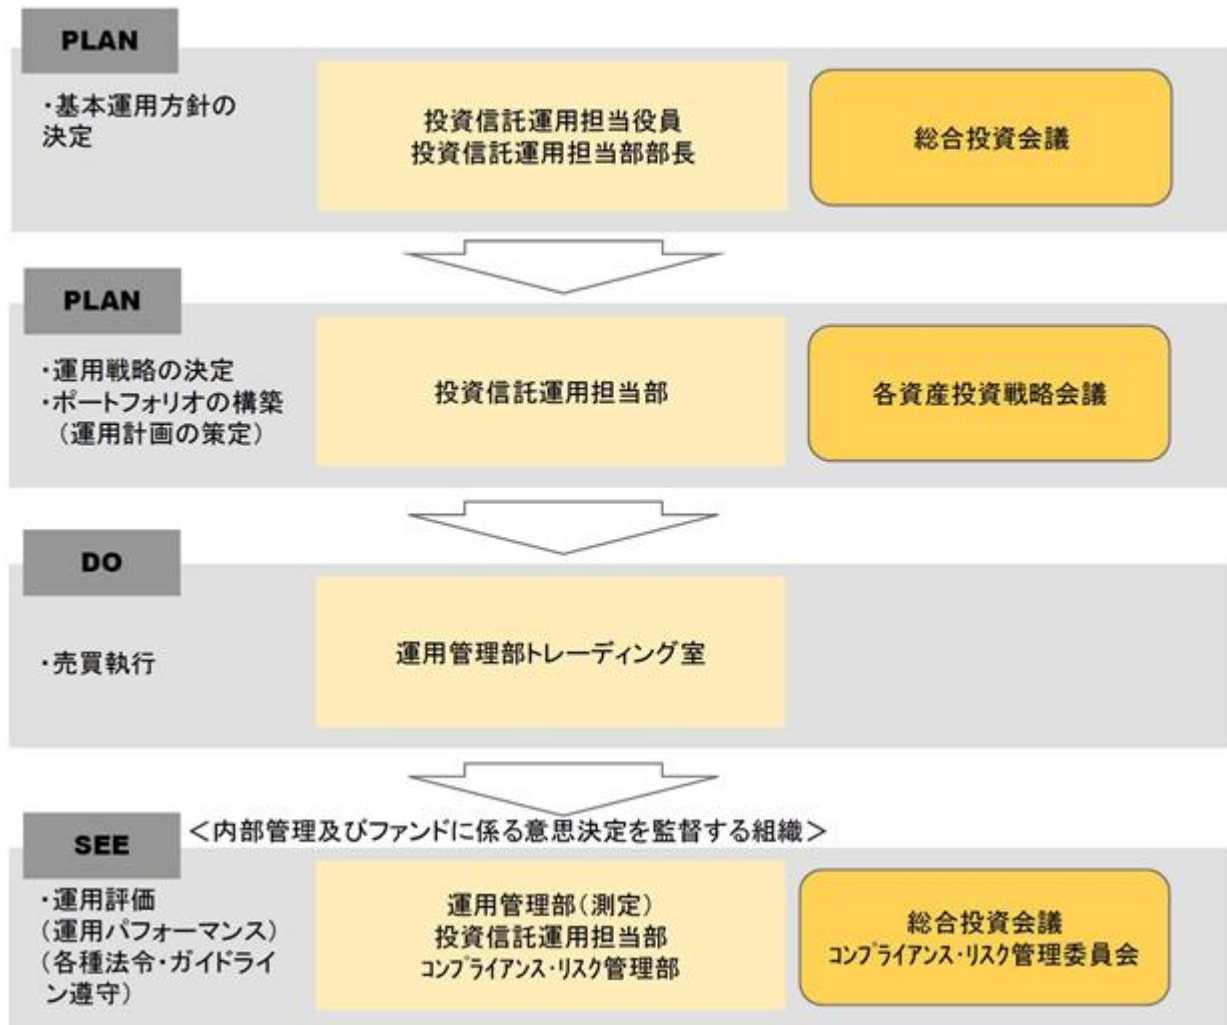 PLAN
・基本運用方針の
決定
投資信託運用担当役員
投資信託運用担当部部長
総合投資会議
PLAN
・運用戦略の決定
・ポートフォリオの構築
（運用計画の策定）
投資信託運用担当部
各資産投資戦略会議
DO
・売買執行
運用管理部トレーディング室
SEE
＜内部管理及びファンドに係る意思決定を監督する組織＞
・運用評価
（運用パフォーマンス）
（各種法令・ガイドライ
ン遵守）
運用管理部（測定）
投資信託運用担当部
ｺﾝﾌﾟﾗｲｱﾝｽ・ﾘｽｸ管理部
総合投資会議
ｺﾝﾌﾟﾗｲｱﾝｽ・ﾘｽｸ管理委員会